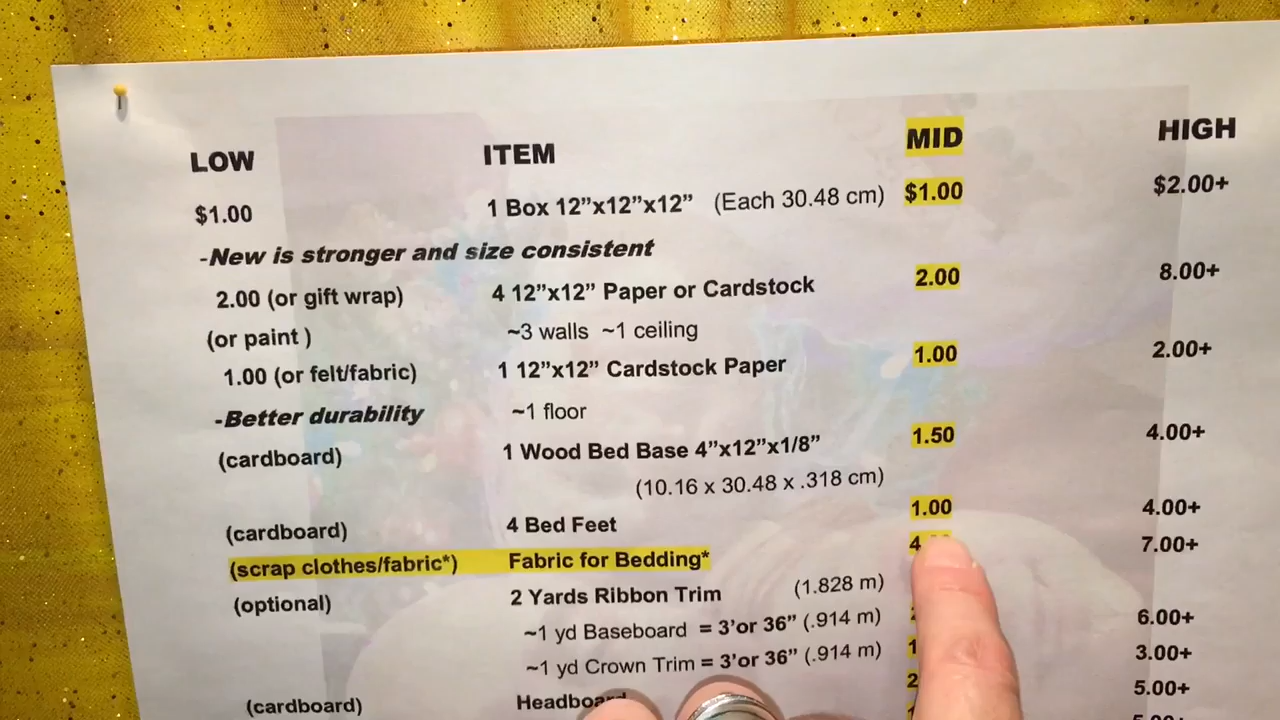 LOW ITEM MID HIGH
$1.00 1 Box 12”x12”x12” (Each 30.48 cm) $1.00 $2.00+
-New is stronger and size consistent
2.00 (or gift wrap) 4 12”x12” Paper or Cardstock 2.00 8.00+
(or paint ) ~3 walls ~1 ceiling
1.00 (or felt/fabric) 1 12”x12” Cardstock Paper 1.00 2.00+
-Better durability ~1 floor
(cardboard) 1 Wood Bed Base 4”x12”x1/8” 1.50 4.00+
(10.16 x 30.48 x .318 cm)
(cardboard) 4 Bed Feet 1.00 4.00+
(scrap clothes/fabric*) Fabric for Bedding* 7.00+
(optional) 2 Yards Ribbon Trim (1.828 m)
~1 yd Baseboard = 3’or 36” (.914 m) 6.00+
~1 yd Crown Trim = 3’or 36” (.914 m) 3.00+
(cardboard) Headboard 5.00+